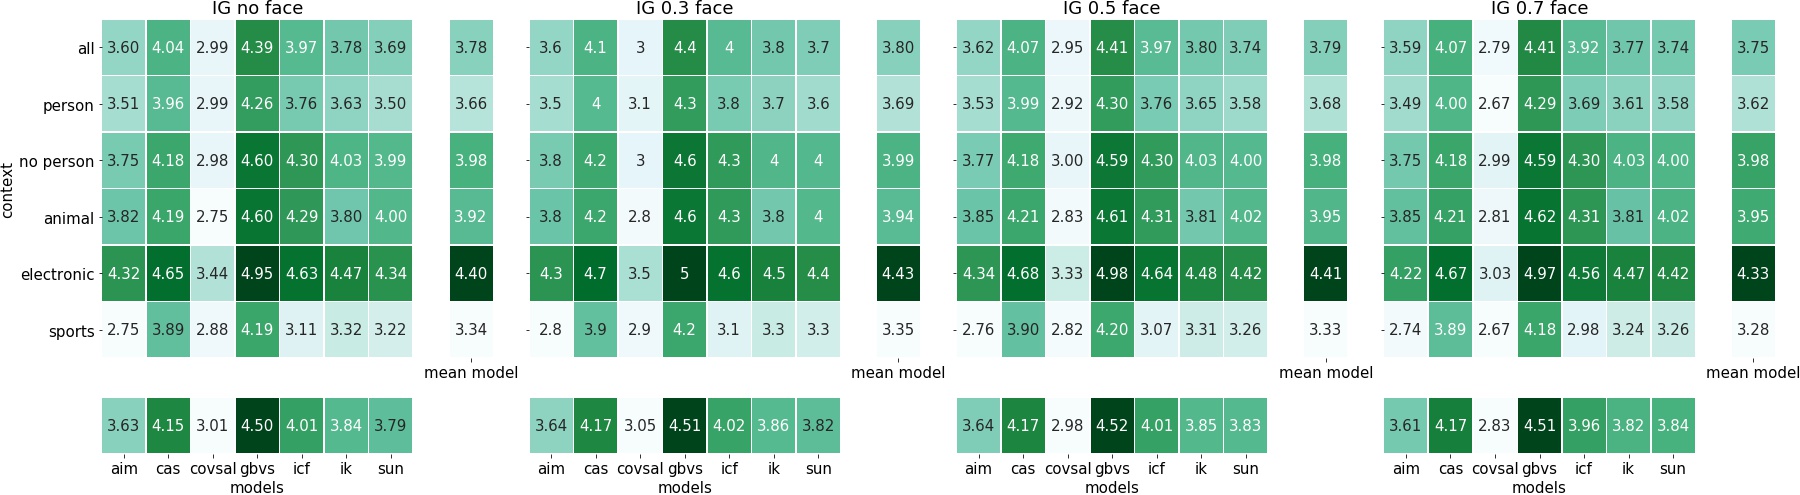 IG no face IG 0.3 face IG 0.5 face IG 0.7 face
all 3.60 4.04 2.99 4.39 3.97 3.78 3.69 3.78 3.6 4.1 3 4.4 4 3.8 3.7 3.80 3.62 4.07 2.95 4.41 3.97 3.80 3.74 3.79 3.59 4.07 2.79 4.41 3.92 3.77 3.74 3.75
person 3.51 3.96 2.99 4.26 3.76 3.63 3.50 3.66 3.5 4 3.1 4.3 3.8 3.7 3.6 3.69 3.53 3.99 2.92 4.30 3.76 3.65 3.58 3.68 3.49 4.00 2.67 4.29 3.69 3.61 3.58 3.62
no person 3.75 4.18 2.98 4.60 4.30 4.03 3.99 3.98 3.8 4.2 3 4.6 4.3 4 4 3.99 3.77 4.18 3.00 4.59 4.30 4.03 4.00 3.98 3.75 4.18 2.99 4.59 4.30 4.03 4.00 3.98
context
animal 3.82 4.19 2.75 4.60 4.29 3.80 4.00 3.92 3.8 4.2 2.8 4.6 4.3 3.8 4 3.94 3.85 4.21 2.83 4.61 4.31 3.81 4.02 3.95 3.85 4.21 2.81 4.62 4.31 3.81 4.02 3.95
electronic 4.32 4.65 3.44 4.95 4.63 4.47 4.34 4.40 4.3 4.7 3.5 5 4.6 4.5 4.4 4.43 4.34 4.68 3.33 4.98 4.64 4.48 4.42 4.41 4.22 4.67 3.03 4.97 4.56 4.47 4.42 4.33
sports 2.75 3.89 2.88 4.19 3.11 3.32 3.22 3.34 2.8 3.9 2.9 4.2 3.1 3.3 3.3 3.35 2.76 3.90 2.82 4.20 3.07 3.31 3.26 3.33 2.74 3.89 2.67 4.18 2.98 3.24 3.26 3.28
mean model mean model mean model mean model
3.63 4.15 3.01 4.50 4.01 3.84 3.79 3.64 4.17 3.05 4.51 4.02 3.86 3.82 3.64 4.17 2.98 4.52 4.01 3.85 3.83 3.61 4.17 2.83 4.51 3.96 3.82 3.84
aim cas covsal gbvs icf ik sun aim cas covsal gbvs icf ik sun aim cas covsal gbvs icf ik sun aim cas covsal gbvs icf ik sun
models models models models